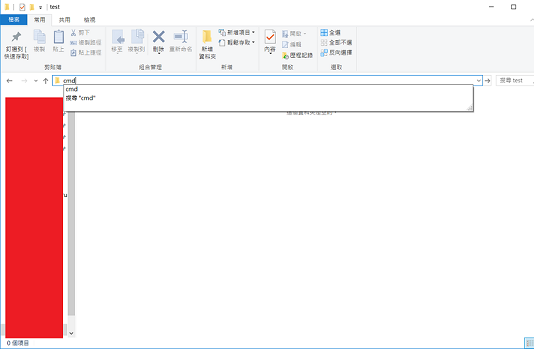 test
檔案 常用 共用 檢視
釘選到 [
快速存取]
複製
貼上
剪下
複製路徑
貼上捷徑
剪貼簿
移至
複製到
刪除
重新命名
組合管理
新增
資料夾
新增項目
輕鬆存取
新增
內容
開啟
編輯
歷程記錄
開啟
全選
全部不選
反向選擇
選取
cmd
搜尋 test
cmd
搜尋 "cmd"
u
0 個項目